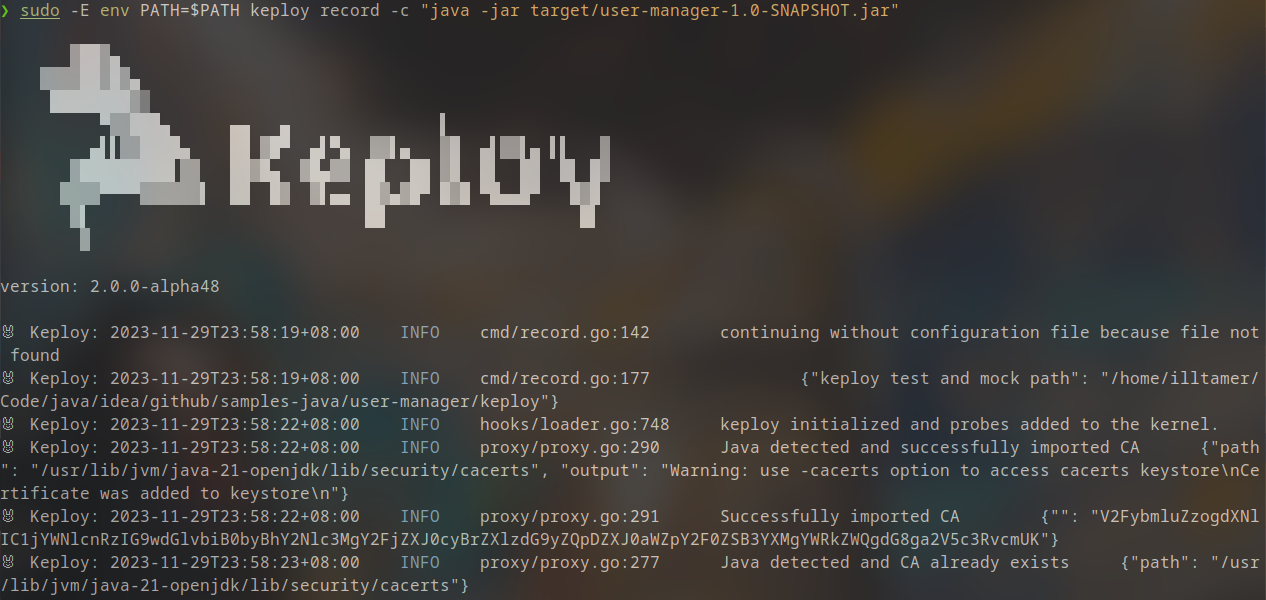 ❯ sudo -E env PATH=$PATH keploy record -c "java -jar target/user-manager-1.0-SNAPSHOT.jar"
Keploy
version: 2.0.0-alpha48
🐰 Keploy: 2023-11-29T23:58:19+08:00 INFO cmd/record.go:142 continuing without configuration file because file not
found
🐰 Keploy: 2023-11-29T23:58:19+08:00 INFO cmd/record.go:177 {"keploy test and mock path": "/home/illtamer/
Code/java/idea/github/samples-java/user-manager/keploy"}
🐰 Keploy: 2023-11-29T23:58:22+08:00 INFO hooks/loader.go:748 keploy initialized and probes added to the kernel.
🐰 Keploy: 2023-11-29T23:58:22+08:00 INFO proxy/proxy.go:290 Java detected and successfully imported CA {"path
": "/usr/lib/jvm/java-21-openjdk/lib/security/cacerts", "output": "Warning: use -cacerts option to access cacerts keystore\nCe
rtificate was added to keystore\n"}
🐰 Keploy: 2023-11-29T23:58:22+08:00 INFO proxy/proxy.go:291 Successfully imported CA {"": "V2FybmluZzogdXNl
IC1jYWNlcnRzIG9wdGlvbiB0byBhY2Nlc3MgY2FjZXJ0cyBrZXlzdG9yZQpDZXJ0aWZpY2F0ZSB3YXMgYWRkZWQgdG8ga2V5c3RvcmUK"}
🐰 Keploy: 2023-11-29T23:58:23+08:00 INFO proxy/proxy.go:277 Java detected and CA already exists {"path": "/usr
/lib/jvm/java-21-openjdk/lib/security/cacerts"}